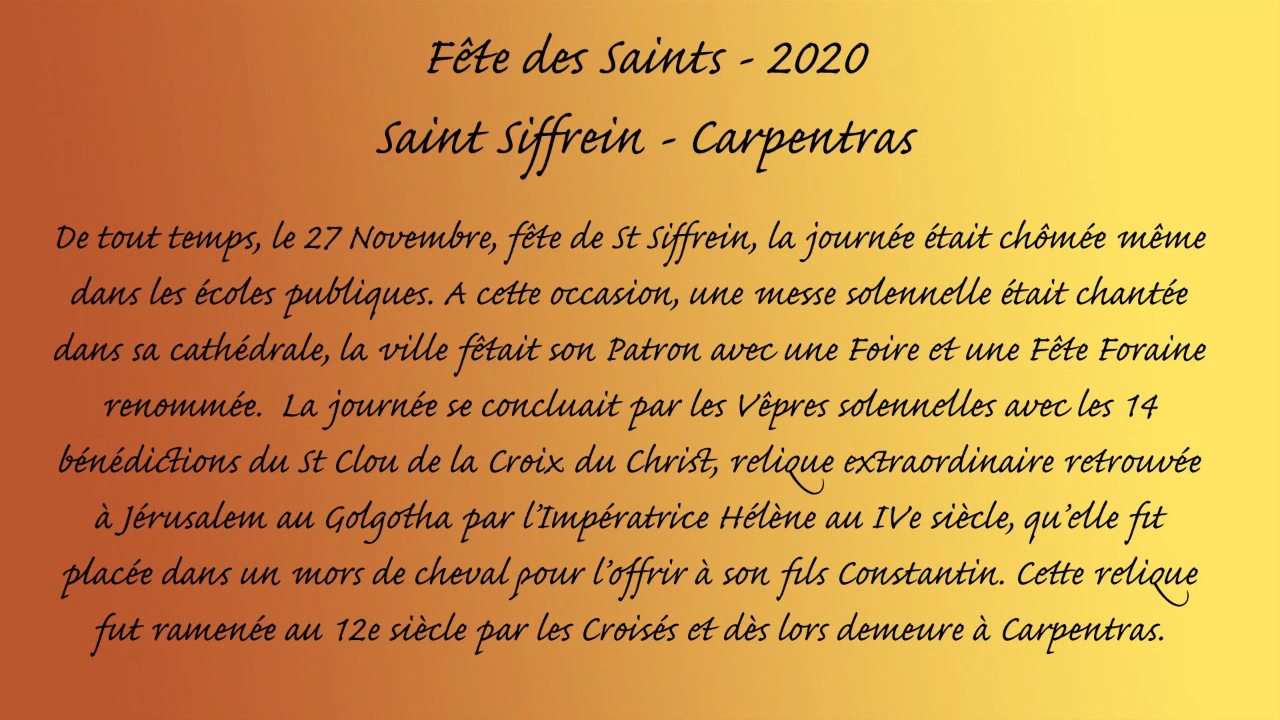 Fête des Saints - 2020
Saint Siffrein - Carpentras
De tout temps, le 27 Novembre, fête de St Siffrein, la journée était chômée même
dans les écoles publiques. A cette occasion, une messe solennelle était chantée
dans sa cathédrale, la ville fêtait son Patron avec une Foire et une Fête Foraine
renommée.  La journée se concluait par les Vêpres solennelles avec les 14
bénédictions du St Clou de la Croix du Christ, relique extraordinaire retrouvée
à Jérusalem au Golgotha par l'Impératrice Hélène au IVe siècle, qu'elle fit
placée dans un mors de cheval pour l'offrir à son fils Constantin. Cette relique
fut ramenée au 12e siècle par les Croisés et dès lors demeure à Carpentras.